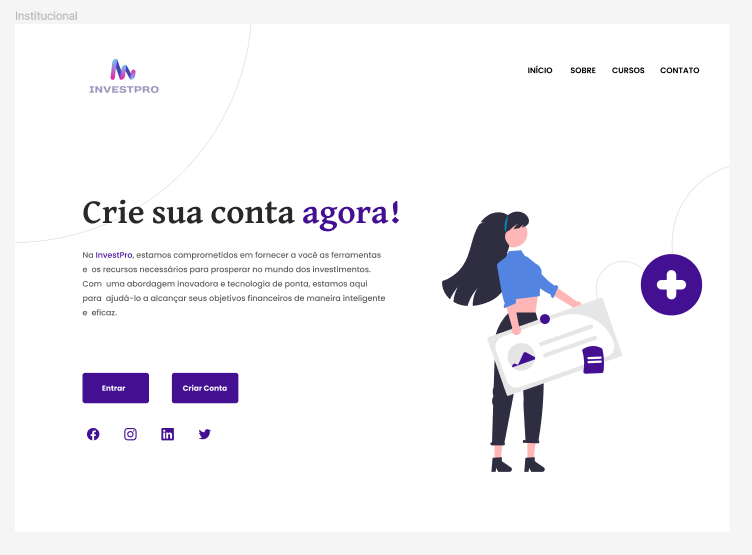 Institucional
INVESTPRO
INÍCIO SOBRE CURSOS CONTATO
Crie sua conta agora!
Na InvestPro, estamos comprometidos em fornecer a você as ferramentas
e os recursos necessários para prosperar no mundo dos investimentos.
Com uma abordagem inovadora e tecnologia de ponta, estamos aqui
para ajudá-lo a alcançar seus objetivos financeiros de maneira inteligente
e eficaz.
Entrar Criar Conta